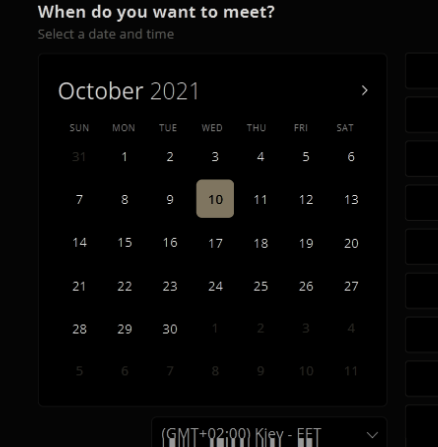 When do you want to meet?
Select a date and time
October 2021 >
SUN MON TUE WED THU FRI SAT
31 1 2 3 4 5 6
7 8 9 10 11 12 13
14 15 16 17 18 19 20
21 22 23 24 25 26 27
28 29 30 1 2 3 4
5 6 7 8 9 10 11
(GMT+02:00) Kiev - EET